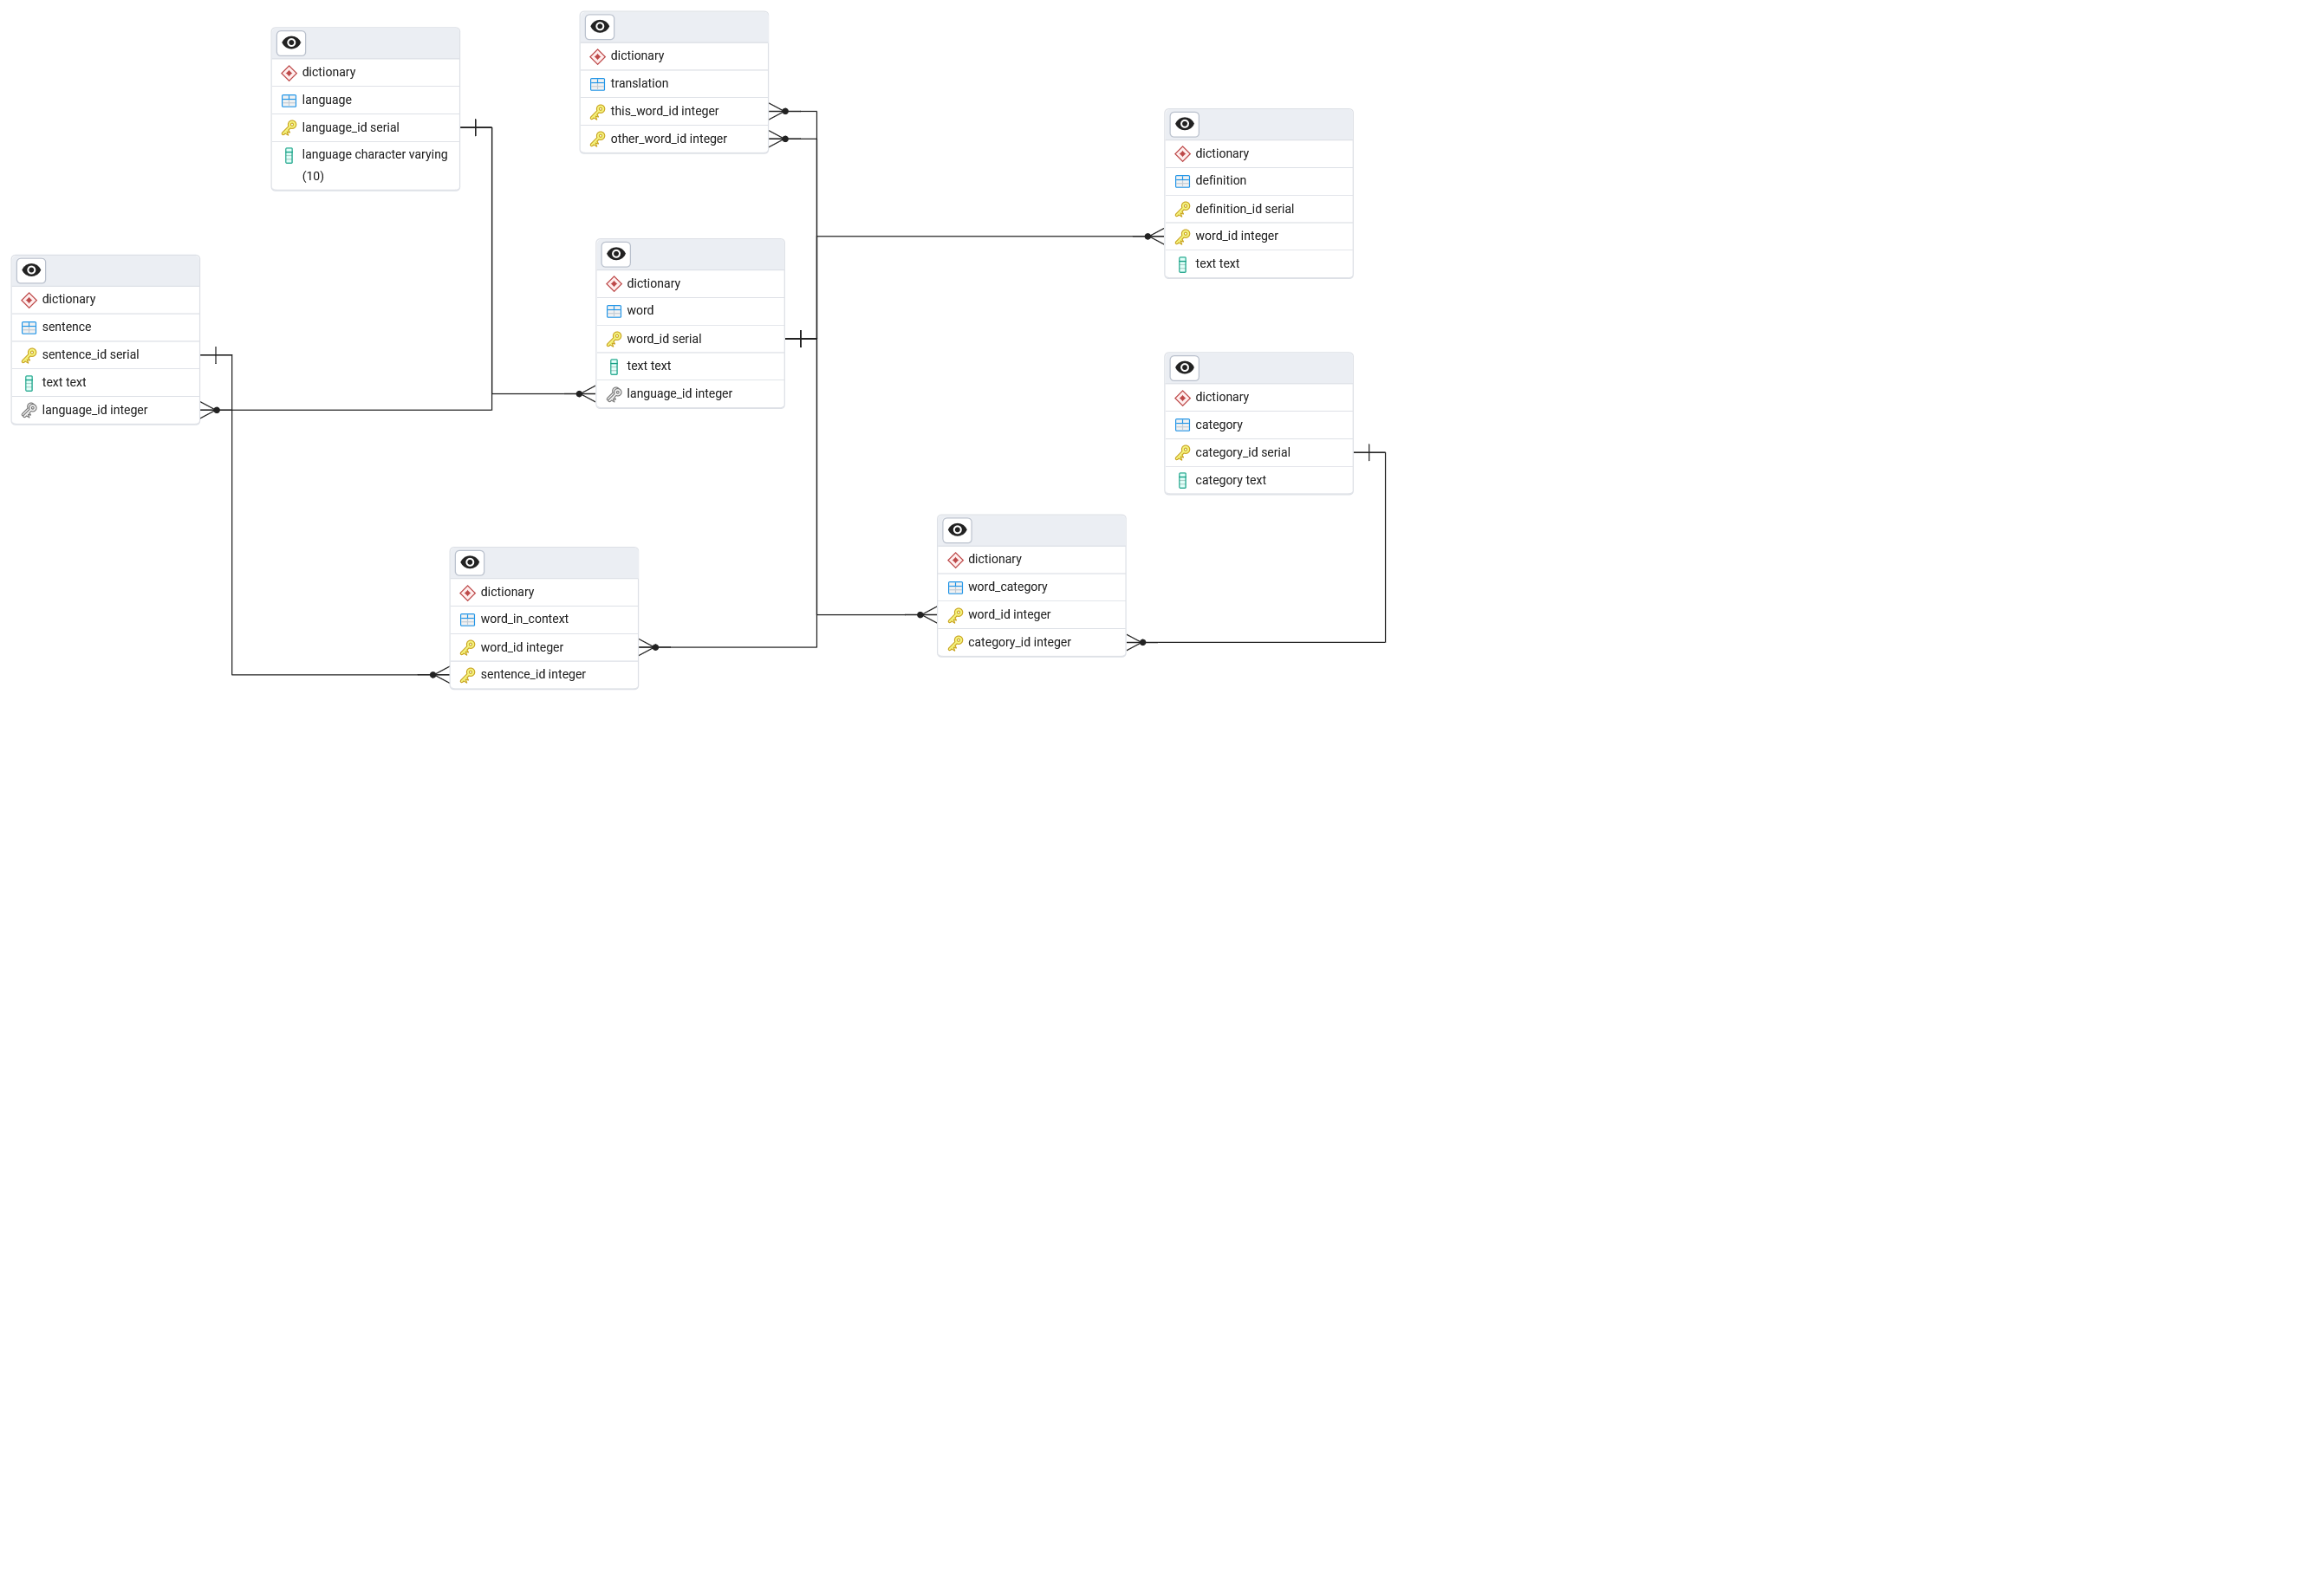 dictionary
language
language_id serial
language character varying
(10)
dictionary
translation
this_word_id integer
other_word_id integer
dictionary
definition
definition_id serial
word_id integer
text text
dictionary
sentence
sentence_id serial
text text
language_id integer
dictionary
word
word_id serial
text text
language_id integer
dictionary
category
category_id serial
category text
dictionary
word_in_context
word_id integer
sentence_id integer
dictionary
word_category
word_id integer
category_id integer